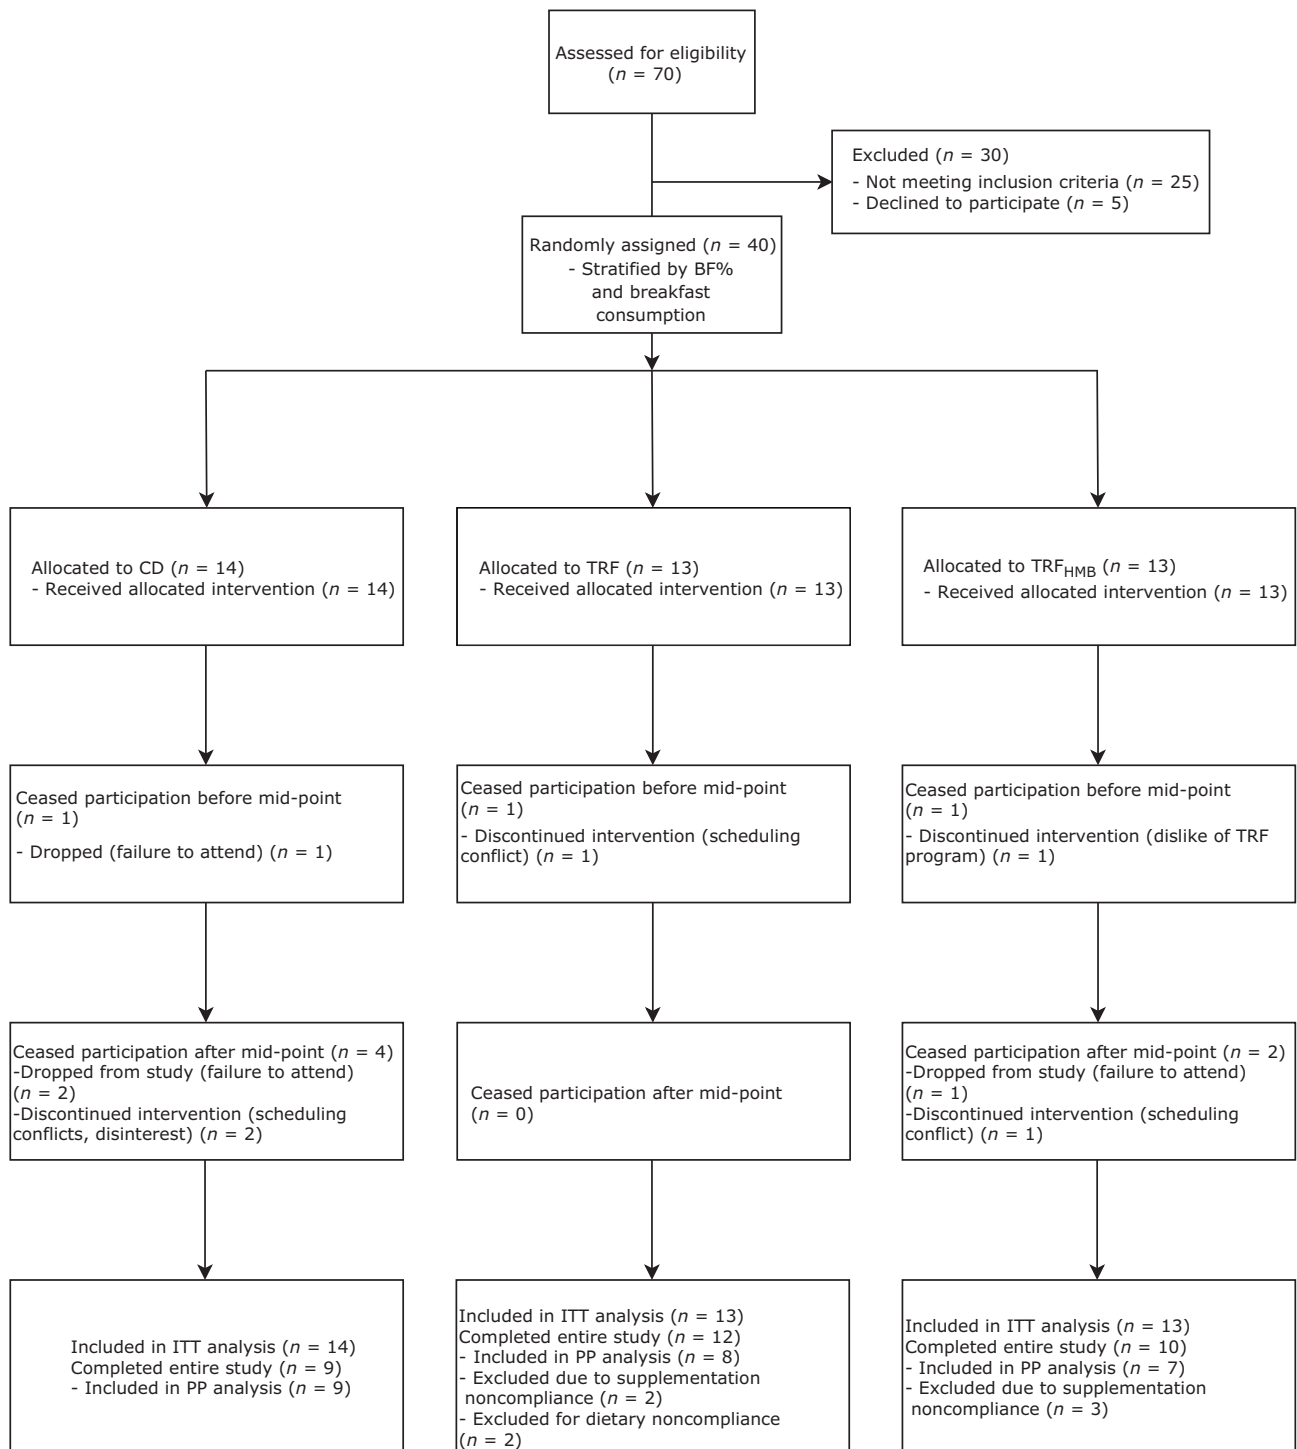 Assessed for eligibility
(n = 70)
Excluded (n = 30)
- Not meeting inclusion criteria (n = 25)
- Declined to participate (n = 5)
Randomly assigned (n = 40)
- Stratified by BF%
and breakfast
consumption
Allocated to CD (n = 14)
- Received allocated intervention (n = 14)
Allocated to TRF (n = 13)
- Received allocated intervention (n = 13)
Allocated to TRFHMB (n = 13)
- Received allocated intervention (n = 13)
Ceased participation before mid-point
(n = 1)
- Dropped (failure to attend) (n = 1)
Ceased participation before mid-point
(n = 1)
- Discontinued intervention (scheduling
conflict) (n = 1)
Ceased participation before mid-point
(n = 1)
- Discontinued intervention (dislike of TRF
program) (n = 1)
Ceased participation after mid-point (n = 4)
-Dropped from study (failure to attend)
(n = 2)
-Discontinued intervention (scheduling
conflicts, disinterest) (n = 2)
Ceased participation after mid-point
(n = 0)
Ceased participation after mid-point (n = 2)
-Dropped from study (failure to attend)
(n = 1)
-Discontinued intervention (scheduling
conflict) (n = 1)
Included in ITT analysis (n = 14)
Completed entire study (n = 9)
- Included in PP analysis (n = 9)
Included in ITT analysis (n = 13)
Completed entire study (n = 12)
- Included in PP analysis (n = 8)
- Excluded due to supplementation
noncompliance (n = 2)
- Excluded for dietary noncompliance
(n = 2)
Included in ITT analysis (n = 13)
Completed entire study (n = 10)
- Included in PP analysis (n = 7)
- Excluded due to supplementation
noncompliance (n = 3)